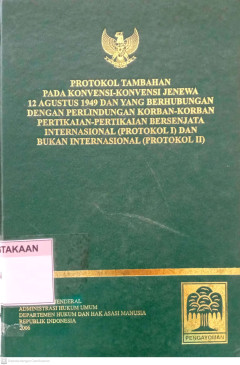 PROTOKOL TAMBAHAN
PADA KONVENSI-KONVENSI JENEWA
12 AGUSTUS 1949 DAN YANG BERHUBUNGAN
DENGAN PERLINDUNGAN KORBAN-KORBAN
PERTIKAIAN-PERTIKAIAN BERSENJATA
INTERNASIONAL (PROTOKOL I) DAN
BUKAN INTERNASIONAL (PROTOKOL II)
STAKAAN
JENDERAL
ADMINISTRASI HUKUM UMUM
DEPARTEMEN HUKUM DAN HAK ASASI MANUSIA
REPUBLIK INDONESIA
PENGAYOMAN